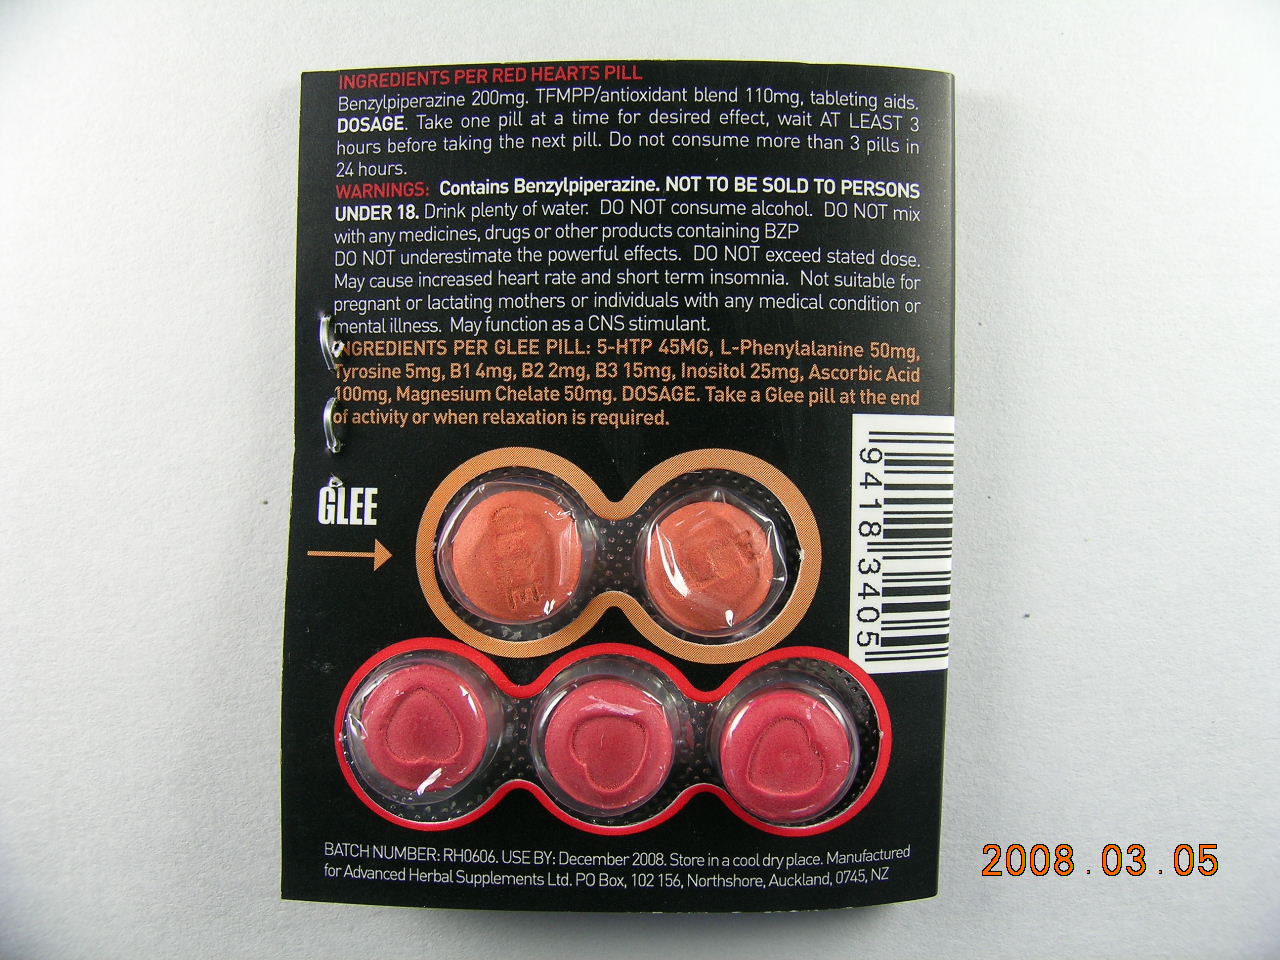 INGREDIENTS PER RED HEARTS PILL
Benzylpiperazine 200mg. TFMPP/antioxidant blend 110mg, tableting aids.
DOSAGE. Take one pill at a time for desired effect, wait AT LEAST 3
hours before taking the next pill. Do not consume more than 3 pills in
24 hours.
WARNINGS: Contains Benzylpiperazine. NOT TO BE SOLD TO PERSONS
UNDER 18. Drink plenty of water. DO NOT consume alcohol. DO NOT mix
with any medicines, drugs or other products containing BZP
DO NOT underestimate the powerful effects. DO NOT exceed stated dose.
May cause increased heart rate and short term insomnia. Not suitable for
pregnant or lactating mothers or individuals with any medical condition or
mental illness. May function as a CNS stimulant.
INGREDIENTS PER GLEE PILL: 5-HTP 45MG, L-Phenylalanine 50mg,
Tyrosine 5mg, B1 4mg, B2 2mg, B3 15mg, Inositol 25mg, Ascorbic Acid
100mg, Magnesium Chelate 50mg. DOSAGE. Take a Glee pill at the end
of activity or when relaxation is required.
GLEE
9418 3405
BATCH NUMBER: RH0606. USE BY: December 2008. Store in a cool dry place. Manufactured
for Advanced Herbal Supplements Ltd. PO Box, 102 156, Northshore, Auckland, 0745, NZ
2008.03.05